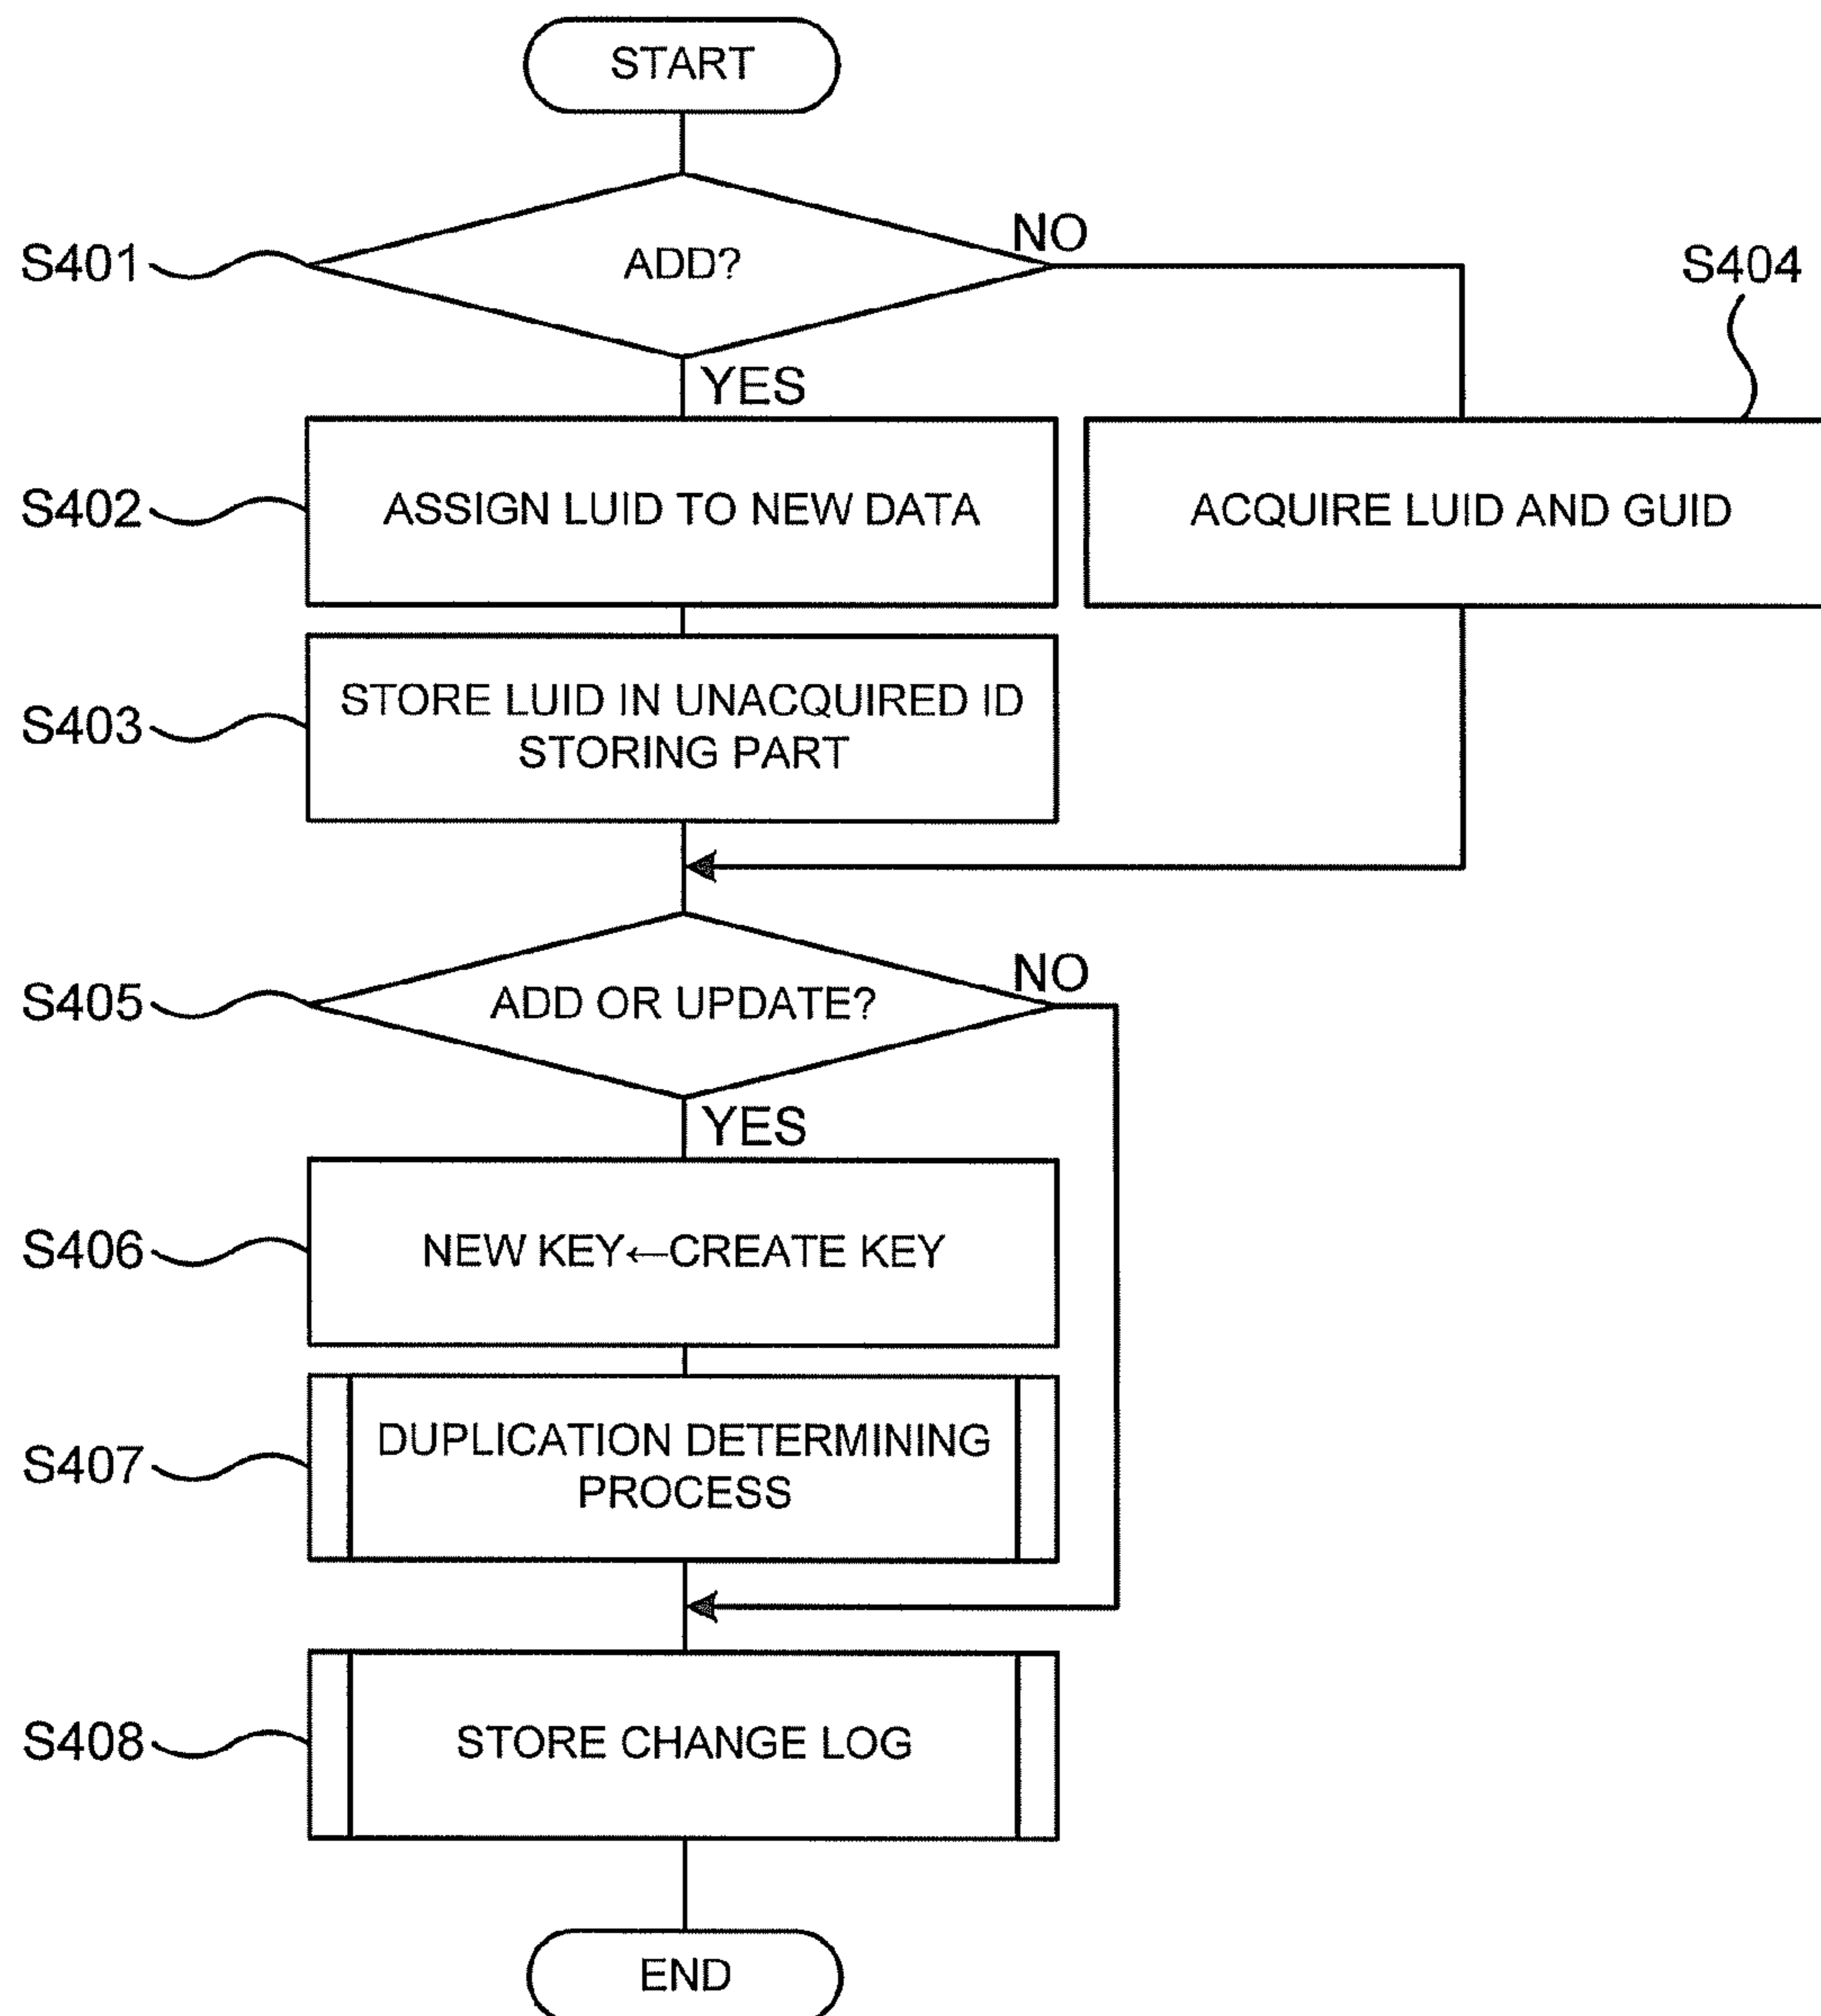 START
S401
ADD?
NO
S404
YES
S402
ASSIGN LUID TO NEW DATA
ACQUIRE LUID AND GUID
S403
STORE LUID IN UNACQUIRED ID
STORING PART
S405
ADD OR UPDATE?
NO
YES
S406
NEW KEY←CREATE KEY
S407
DUPLICATION DETERMINING
PROCESS
S408
STORE CHANGE LOG
END